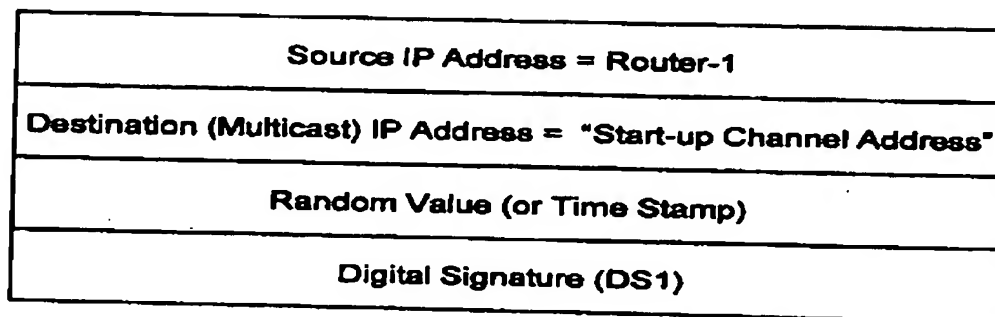 Source IP Address = Router-1
Destination (Multicast) IP Address = "Start-up Channel Address"
Random Value (or Time Stamp)
Digital Signature (DS1)